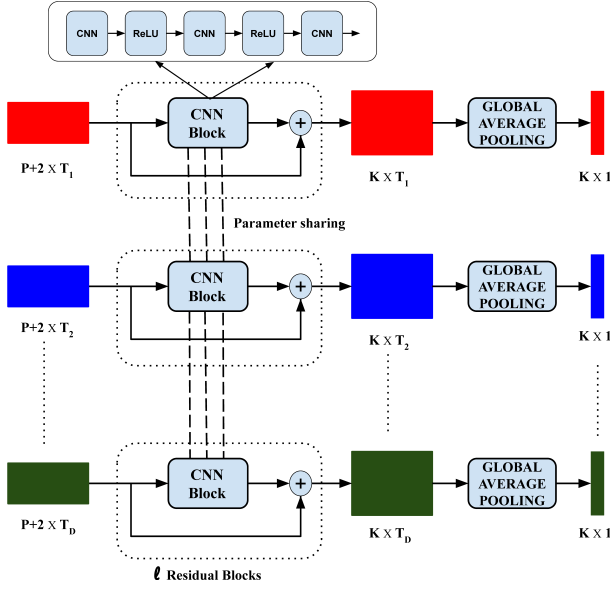 CNN ReLU CNN ReLU CNN
CNN
Block
+
GLOBAL
AVERAGE
POOLING
P+2 X T1
K X T1
K X 1
Parameter sharing
CNN
Block
+
GLOBAL
AVERAGE
POOLING
P+2 X T2
K X T2
K X 1
CNN
Block
+
GLOBAL
AVERAGE
POOLING
P+2 X TD
K X TD
K X 1
ℓ Residual Blocks